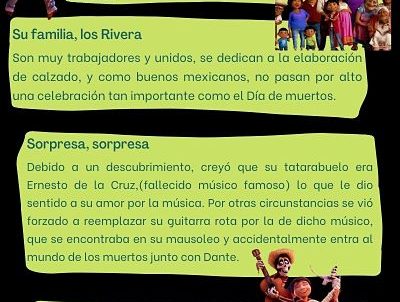 Su familia, los Rivera
Son muy trabajadores y unidos, se dedican a la elaboración
de calzado, y como buenos mexicanos, no pasan por alto
una celebración tan importante como el Día de muertos.
Sorpresa, sorpresa
Debido a un descubrimiento, creyó que su tatarabuelo era
Ernesto de la Cruz,(fallecido músico famoso) lo que le dio
sentido a su amor por la música. Por otras circunstancias se vió
forzado a reemplazar su guitarra rota por la de dicho músico,
que se encontraba en su mausoleo y accidentalmente entra al
mundo de los muertos junto con Dante.